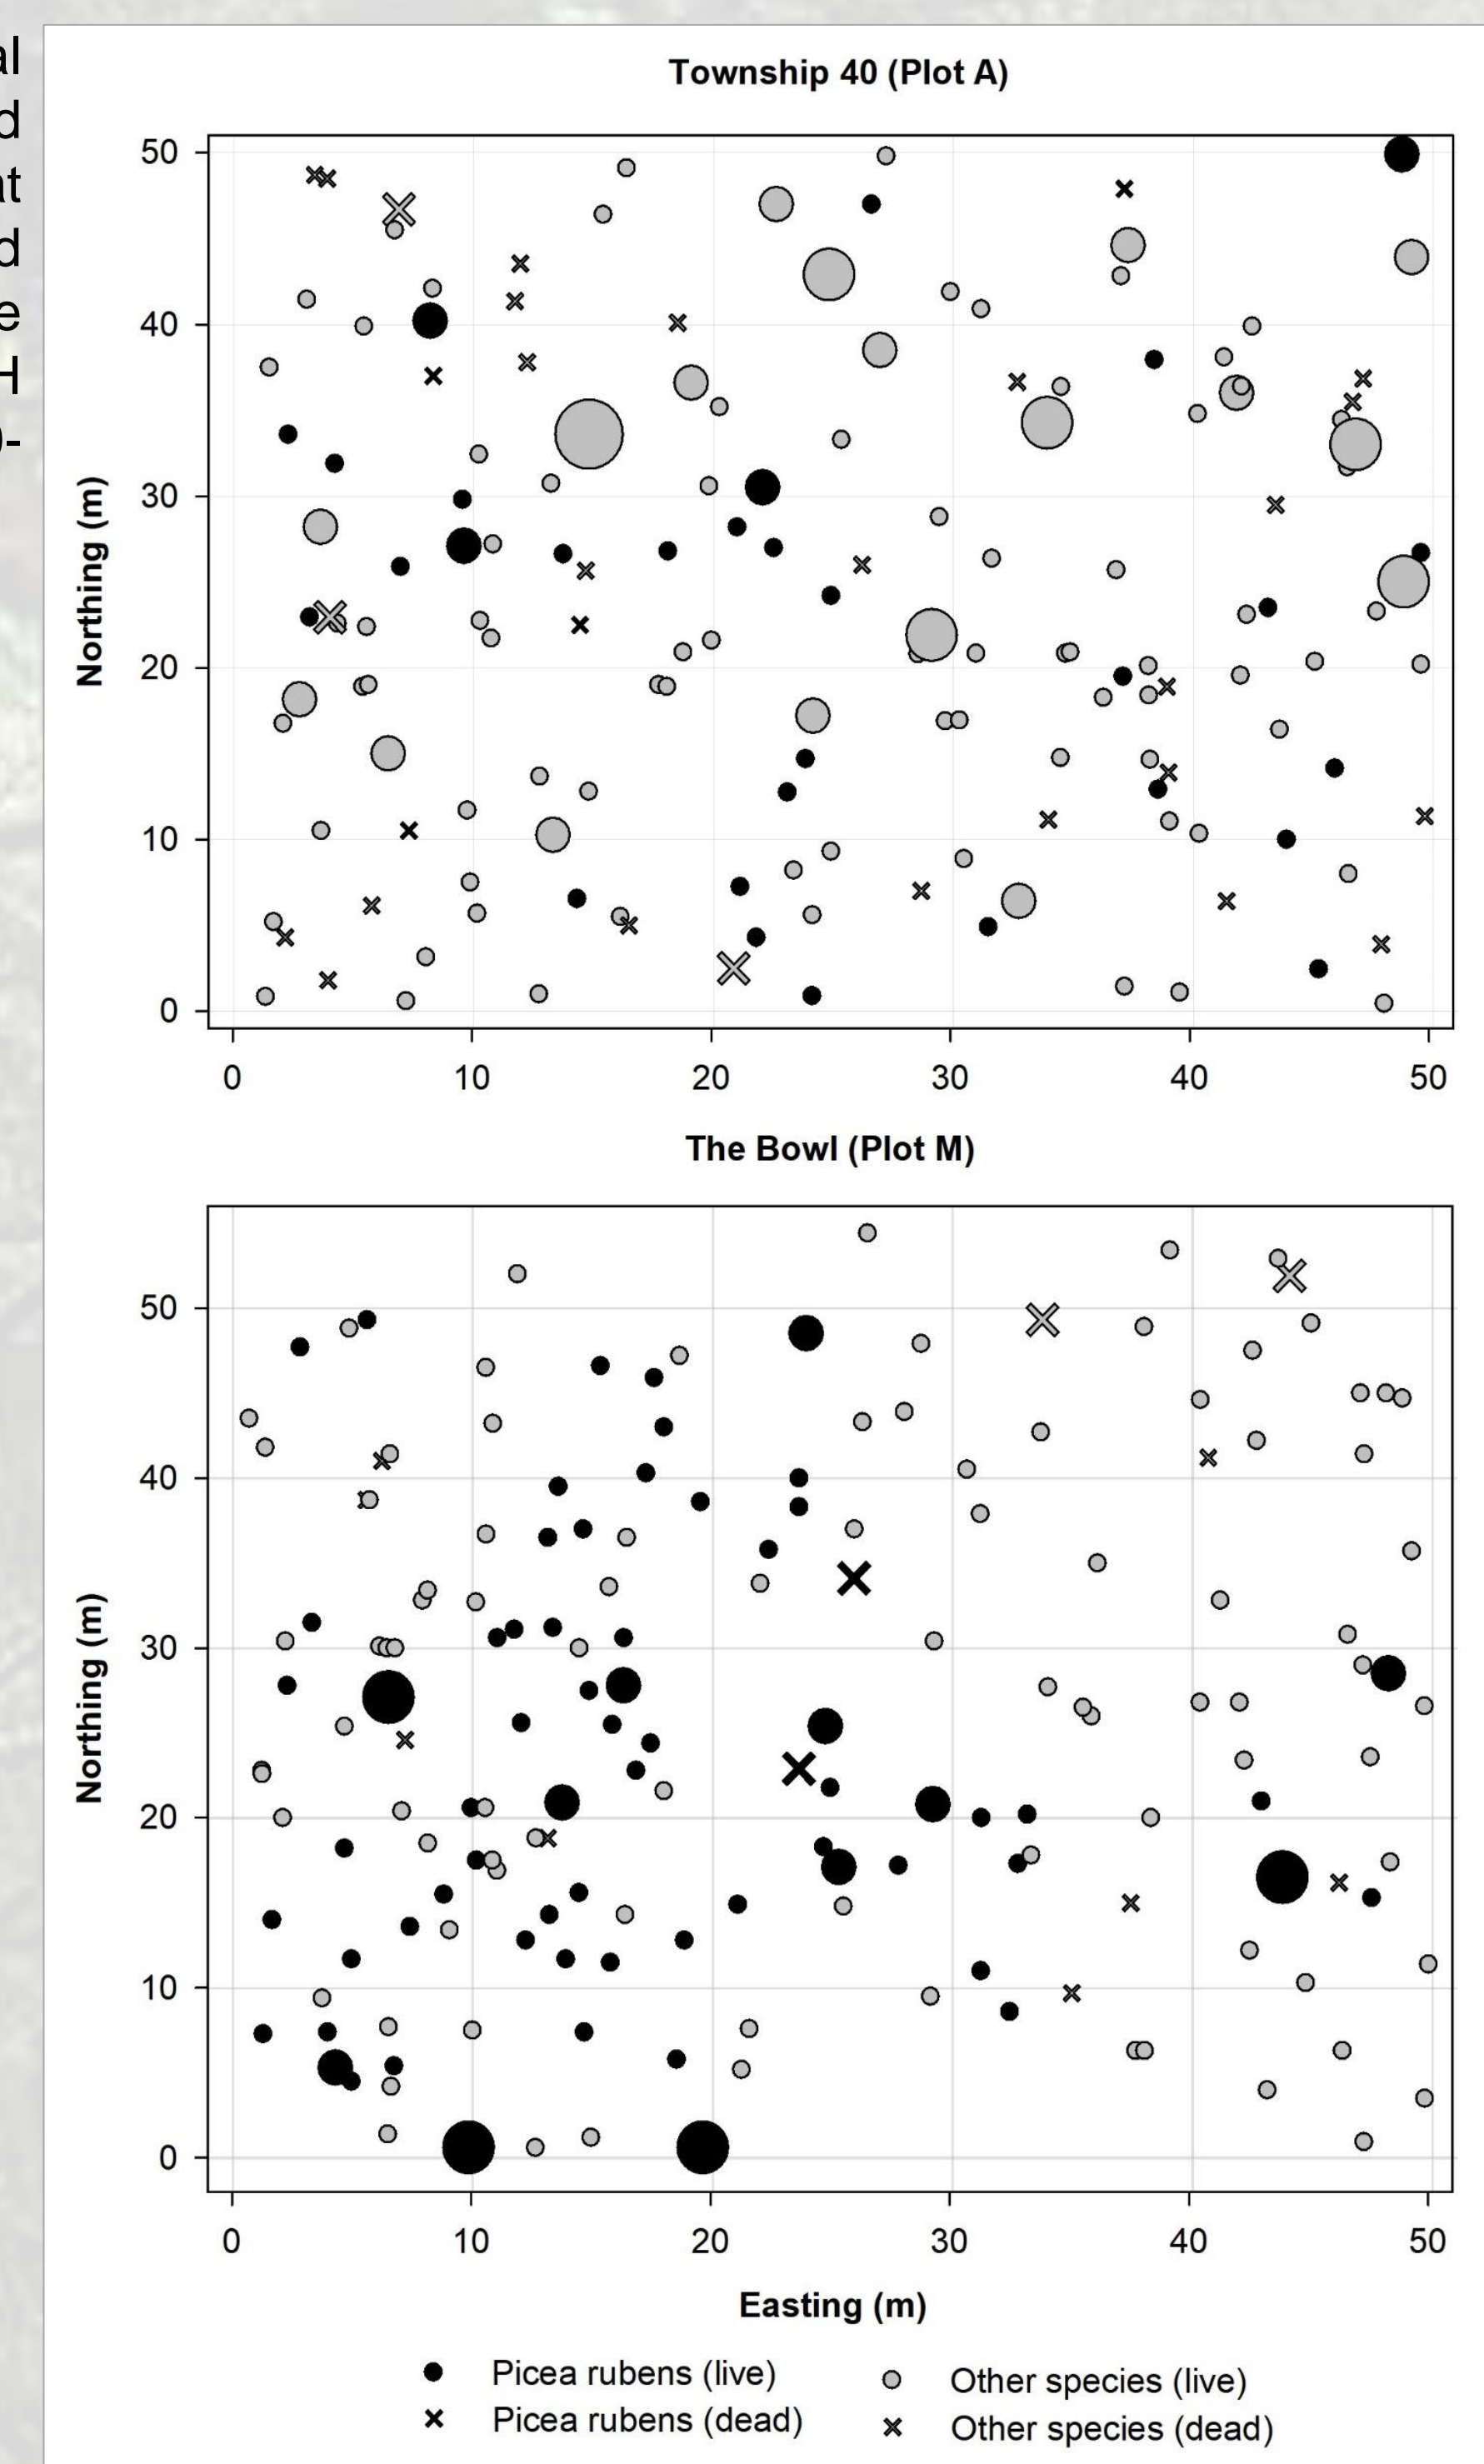 al
d
at
d
e
H
)-
Township 40 (Plot A)
50
40
30
20
10
0
Northing (m)
0 10 20 30 40 50
The Bowl (Plot M)
50
40
30
20
10
0
Northing (m)
0 10 20 30 40 50
Easting (m)
Picea rubens (live) Other species (live)
Picea rubens (dead) Other species (dead)